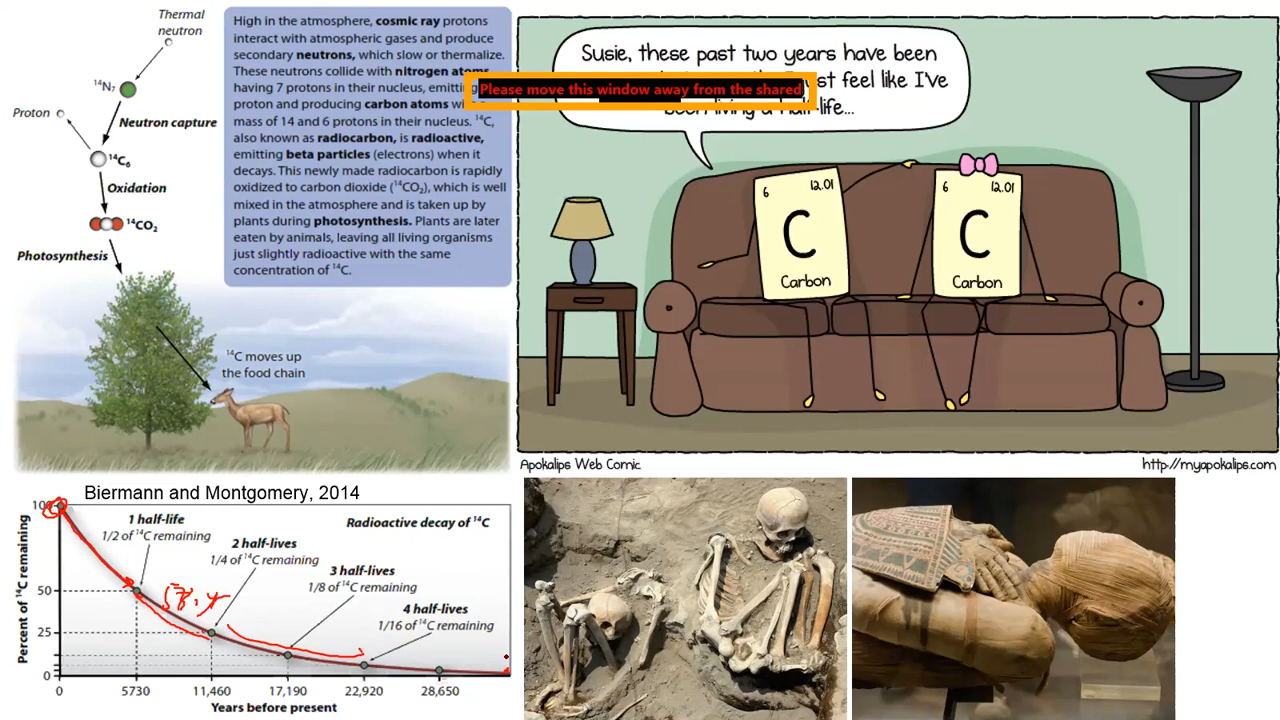 Thermal
neutron
¹⁴N₇
Proton
Neutron capture
¹⁴C₆
Oxidation
¹⁴CO₂
Photosynthesis
¹⁴C moves up
the food chain
High in the atmosphere, cosmic ray protons
interact with atmospheric gases and produce
secondary neutrons, which slow or thermalize.
These neutrons collide with nitrogen atoms
having 7 protons in their nucleus, emitting
proton and producing carbon atoms
mass of 14 and 6 protons in their nucleus. ¹⁴C,
also known as radiocarbon, is radioactive,
emitting beta particles (electrons) when it
decays. This newly made radiocarbon is rapidly
oxidized to carbon dioxide (¹⁴CO₂), which is well
mixed in the atmosphere and is taken up by
plants during photosynthesis. Plants are later
eaten by animals, leaving all living organisms
just slightly radioactive with the same
concentration of ¹⁴C.
Susie, these past two years have been
feel like I've
been living a half-life...
Please move this window away from the shared
6 12.01
C
Carbon
6 12.01
C
Carbon
Apokalips Web Comic
http://myapokalips.com
Biermann and Montgomery, 2014
Radioactive decay of ¹⁴C
1 half-life
1/2 of ¹⁴C remaining
2 half-lives
1/4 of ¹⁴C remaining
3 half-lives
1/8 of ¹⁴C remaining
4 half-lives
1/16 of ¹⁴C remaining
Percent of ¹⁴C remaining
100
50
25
0
0 5730 11,460 17,190 22,920 28,650
Years before present